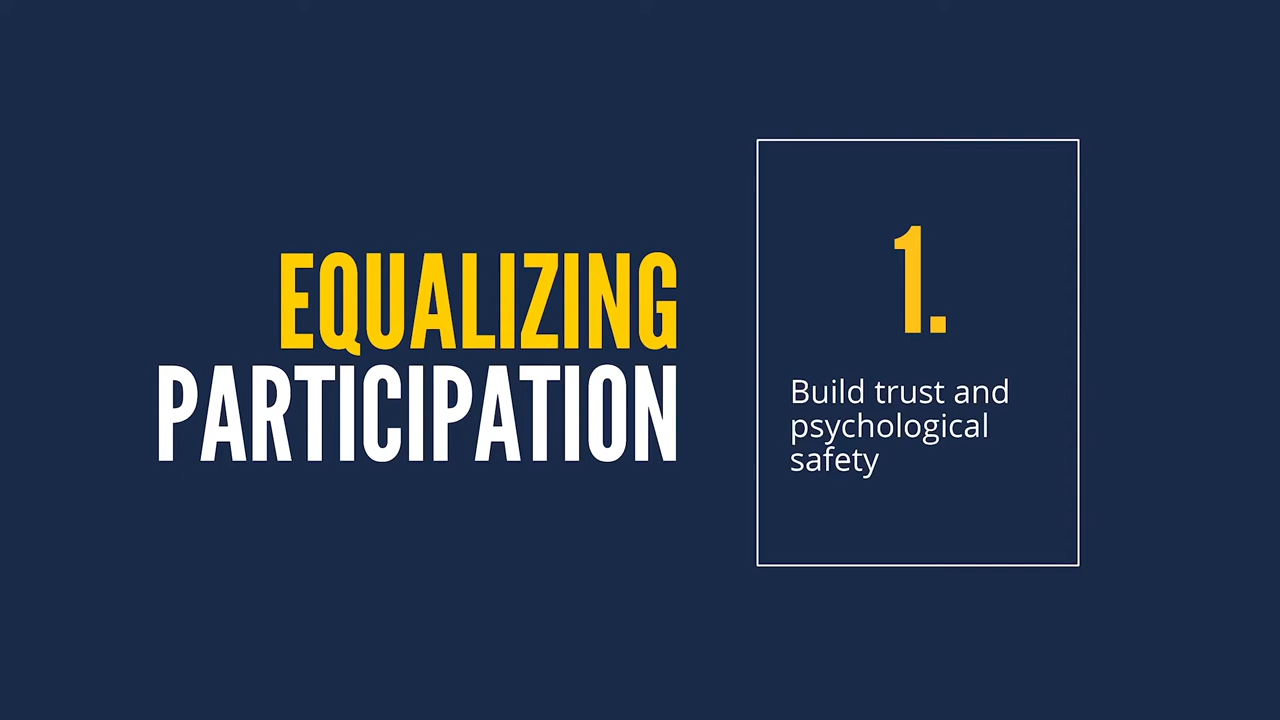 EQUALIZING
PARTICIPATION
1.
Build trust and
psychological
safety